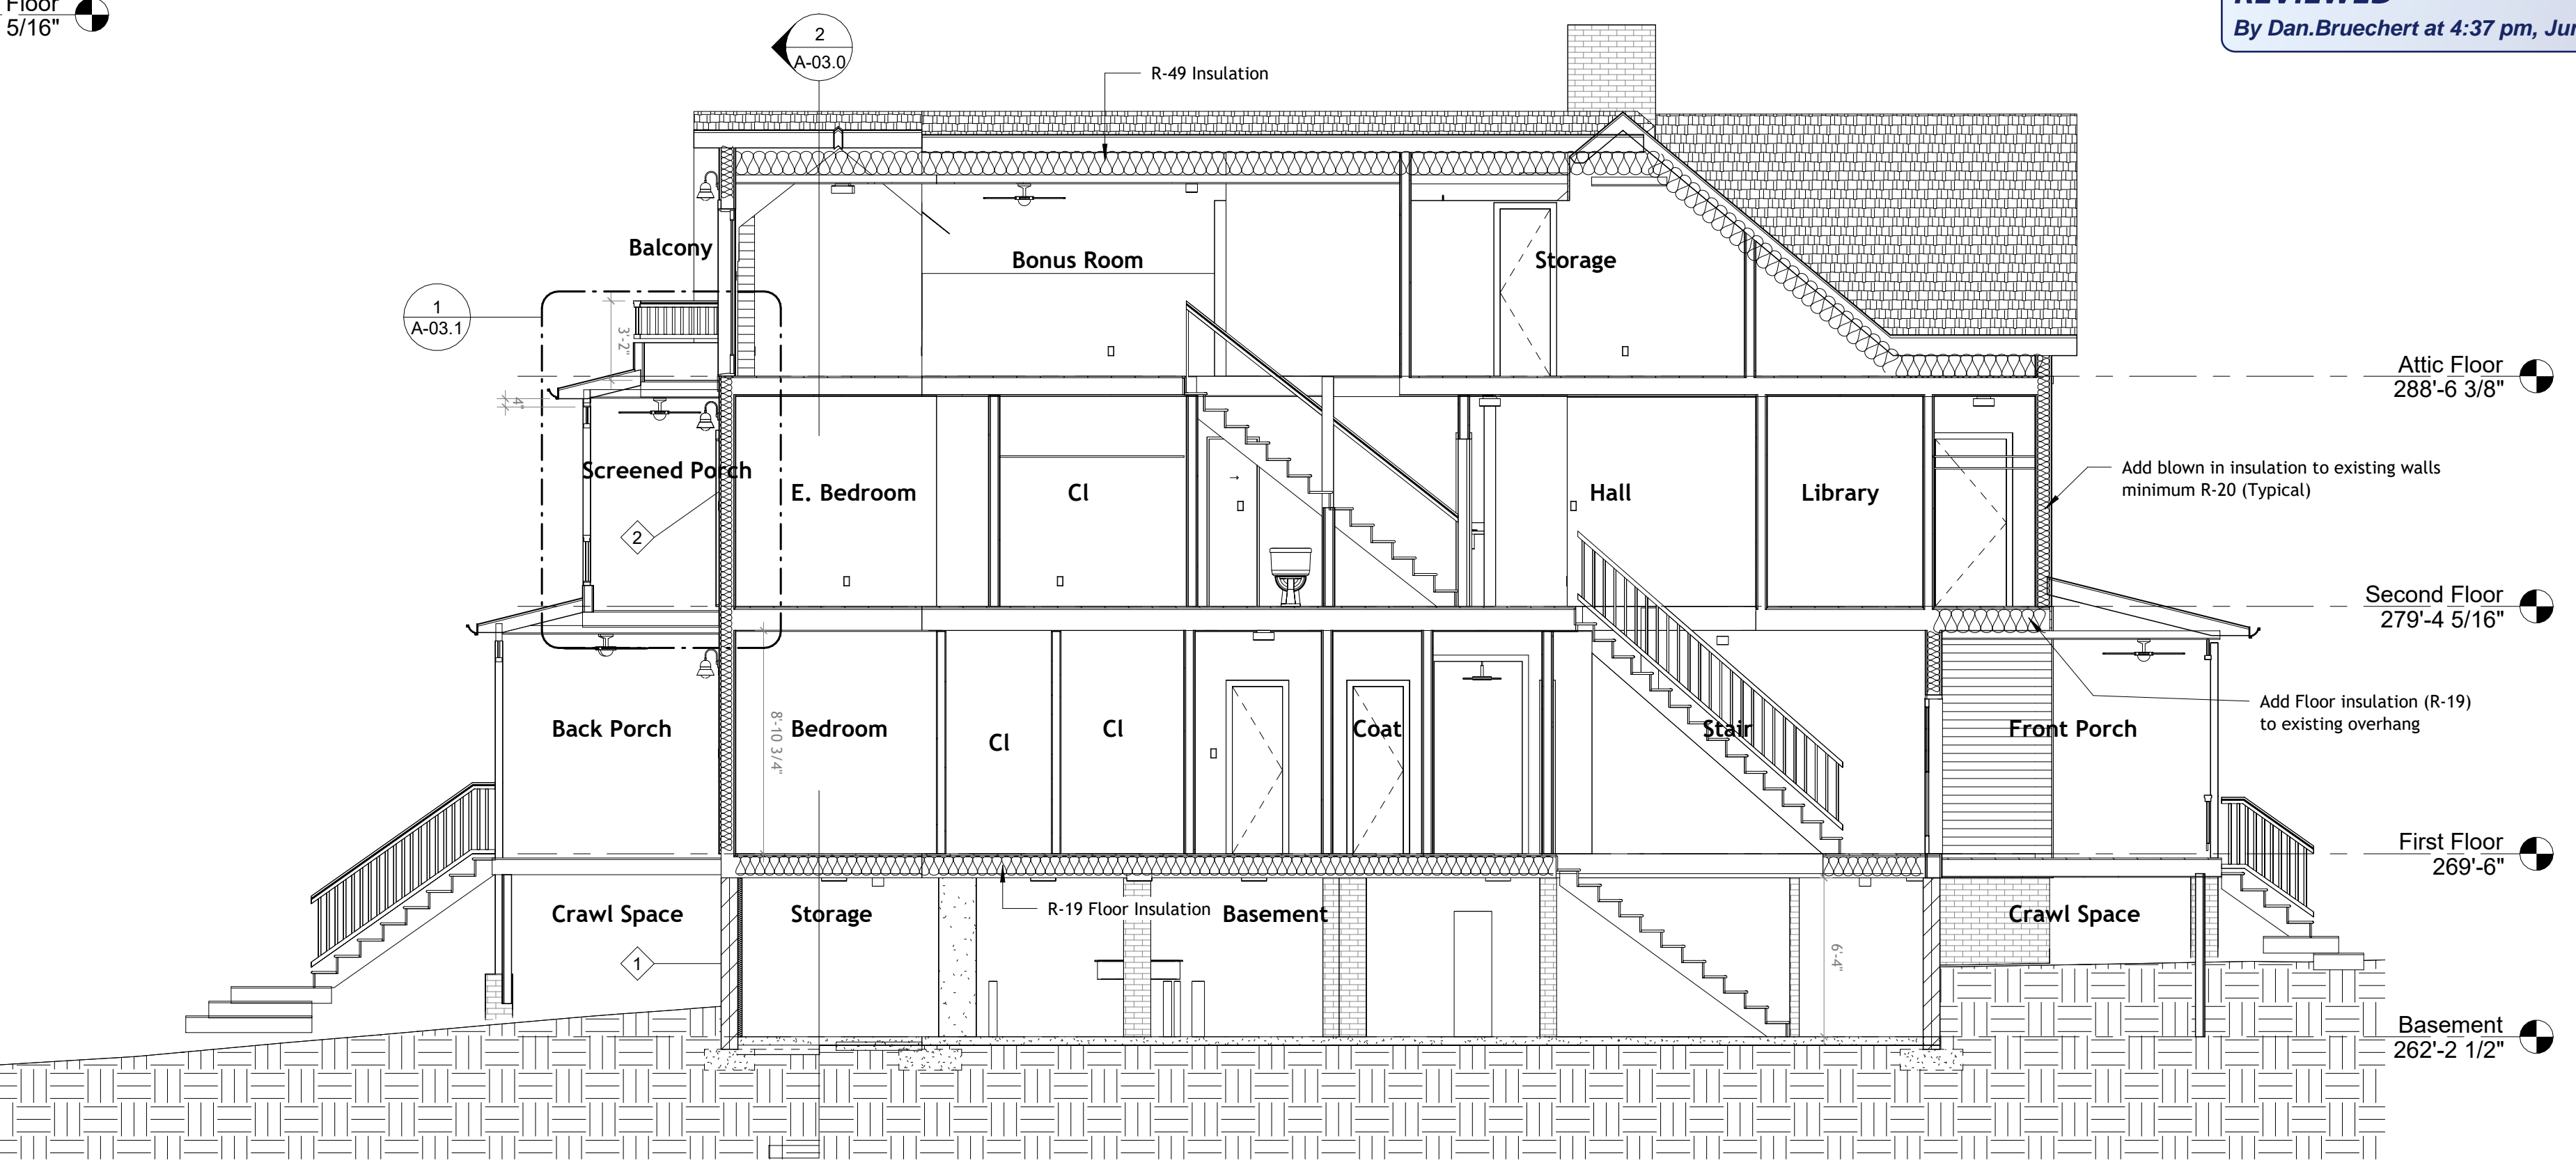 Floor
5/16"
REVIEWED
By Dan.Bruechert at 4:37 pm, Jun
2
A-03.0
R-49 Insulation
Balcony
Bonus Room
Storage
1
A-03.1
3'-2"
Attic Floor
288'-6 3/8"
4"
Screened Porch
E. Bedroom
Cl
Hall
Library
Add blown in insulation to existing walls
minimum R-20 (Typical)
2
Second Floor
279'-4 5/16"
Add Floor insulation (R-19)
to existing overhang
Back Porch
8'-10 3/4"
Bedroom
Cl
Cl
Coat
Stair
Front Porch
First Floor
269'-6"
Crawl Space
Storage
R-19 Floor Insulation
Basement
Crawl Space
1
6'-4"
Basement
262'-2 1/2"